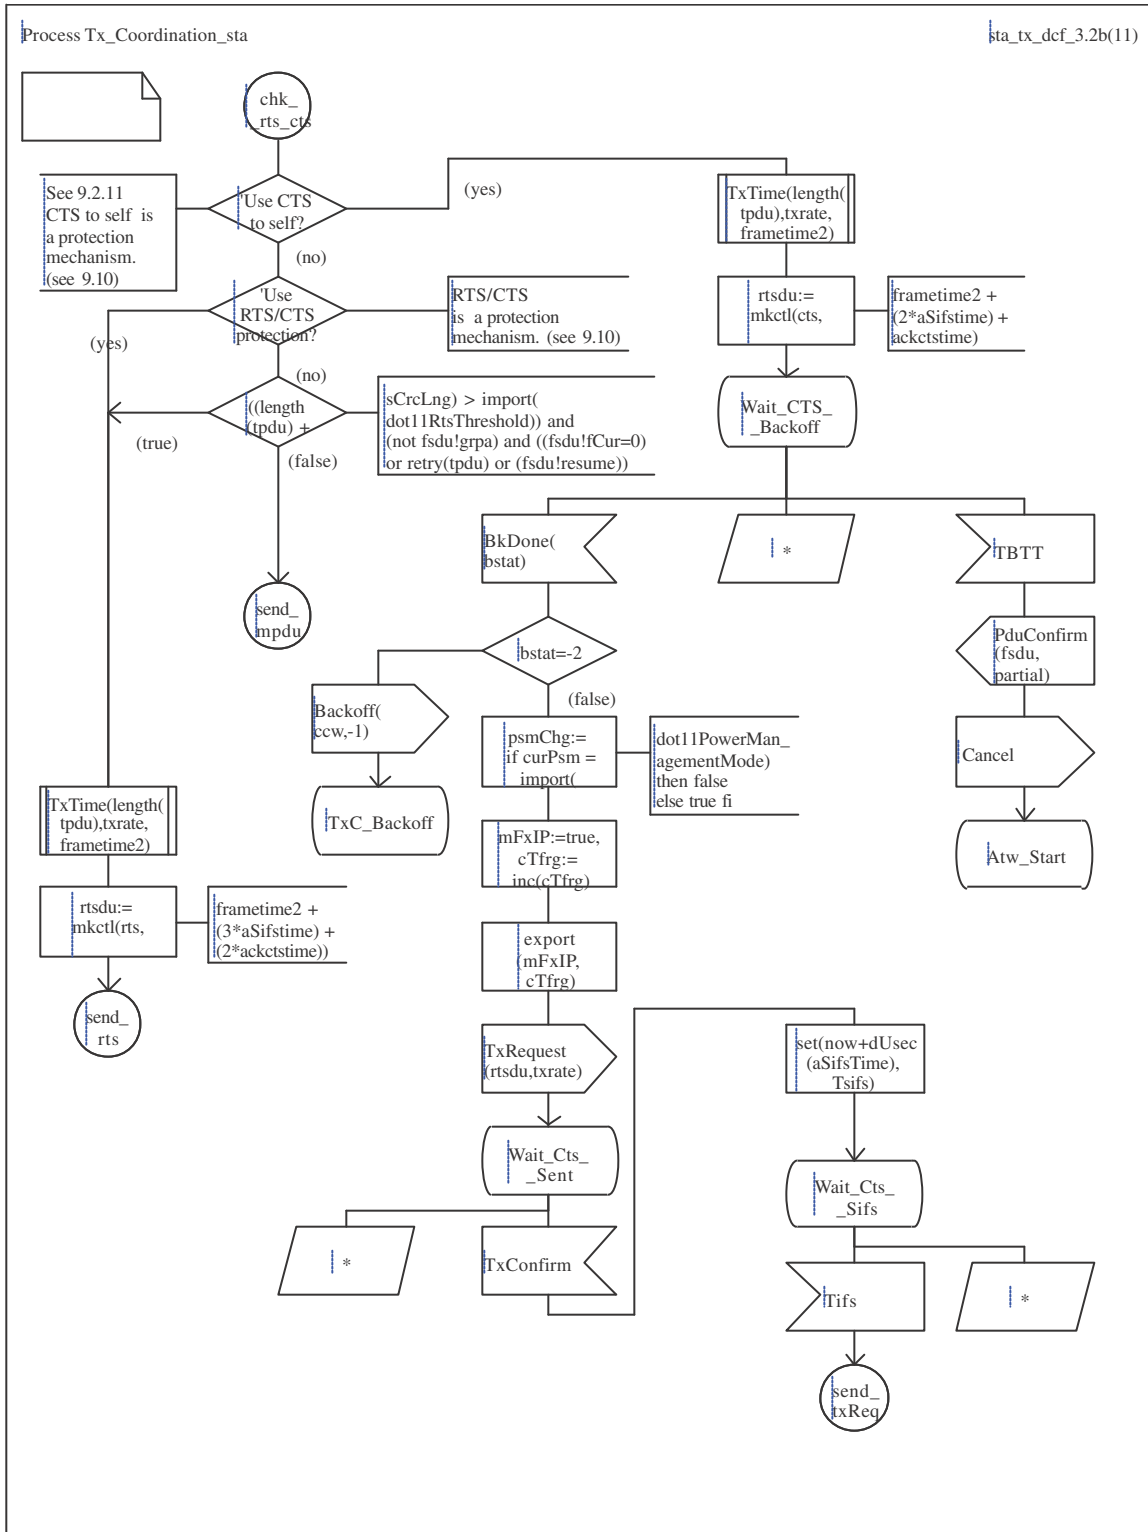 Process Tx_Coordination_sta
sta_tx_dcf_3.2b(11)
chk_
_rts_cts
See 9.2.11
CTS to self is
a protection
mechanism.
(see 9.10)
'Use CTS
to self?
(yes)
(no)
TxTime(length(
tpdu),txrate,
frametime2)
'Use
RTS/CTS
protection?
(yes)
(no)
RTS/CTS
is a protection
mechanism. (see 9.10)
rtsdu:=
mkctl(cts,
frametime2 +
(2*aSifstime) +
ackctstime)
((length
(tpdu) +
(true)
(false)
sCrcLng) > import(
dot11RtsThreshold)) and
(not fsdu!grpa) and ((fsdu!fCur=0)
or retry(tpdu) or (fsdu!resume))
Wait_CTS_
_Backoff
BkDone(
bstat)
*
TBTT
send_
mpdu
bstat=-2
(false)
PduConfirm
(fsdu,
partial)
Backoff(
ccw,-1)
psmChg:=
if curPsm =
import(
dot11PowerMan_
agementMode)
then false
else true fi
Cancel
TxC_Backoff
Atw_Start
TxTime(length(
tpdu),txrate,
frametime2)
mFxIP:=true,
cTfrg:=
inc(cTfrg)
rtsdu:=
mkctl(rts,
frametime2 +
(3*aSifstime) +
(2*ackctstime))
export
(mFxIP,
cTfrg)
send_
rts
TxRequest
(rtsdu,txrate)
set(now+dUsec
(aSifsTime),
Tsifs)
Wait_Cts_
_Sent
Wait_Cts_
_Sifs
*
TxConfirm
Tifs
*
send_
txReq